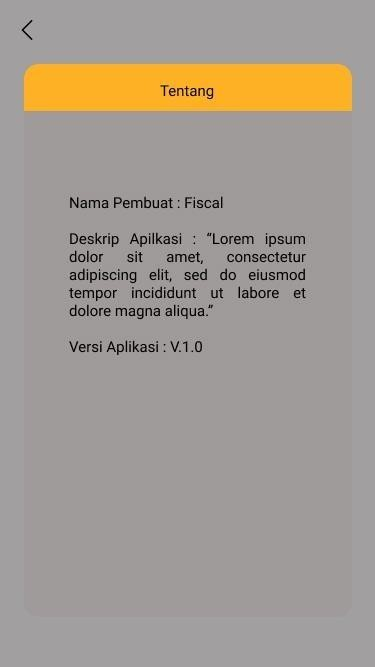 Tentang
Nama Pembuat : Fiscal
Deskrip Apilkasi : “Lorem ipsum
dolor sit amet, consectetur
adipiscing elit, sed do eiusmod
tempor incididunt ut labore et
dolore magna aliqua.”
Versi Aplikasi : V.1.0